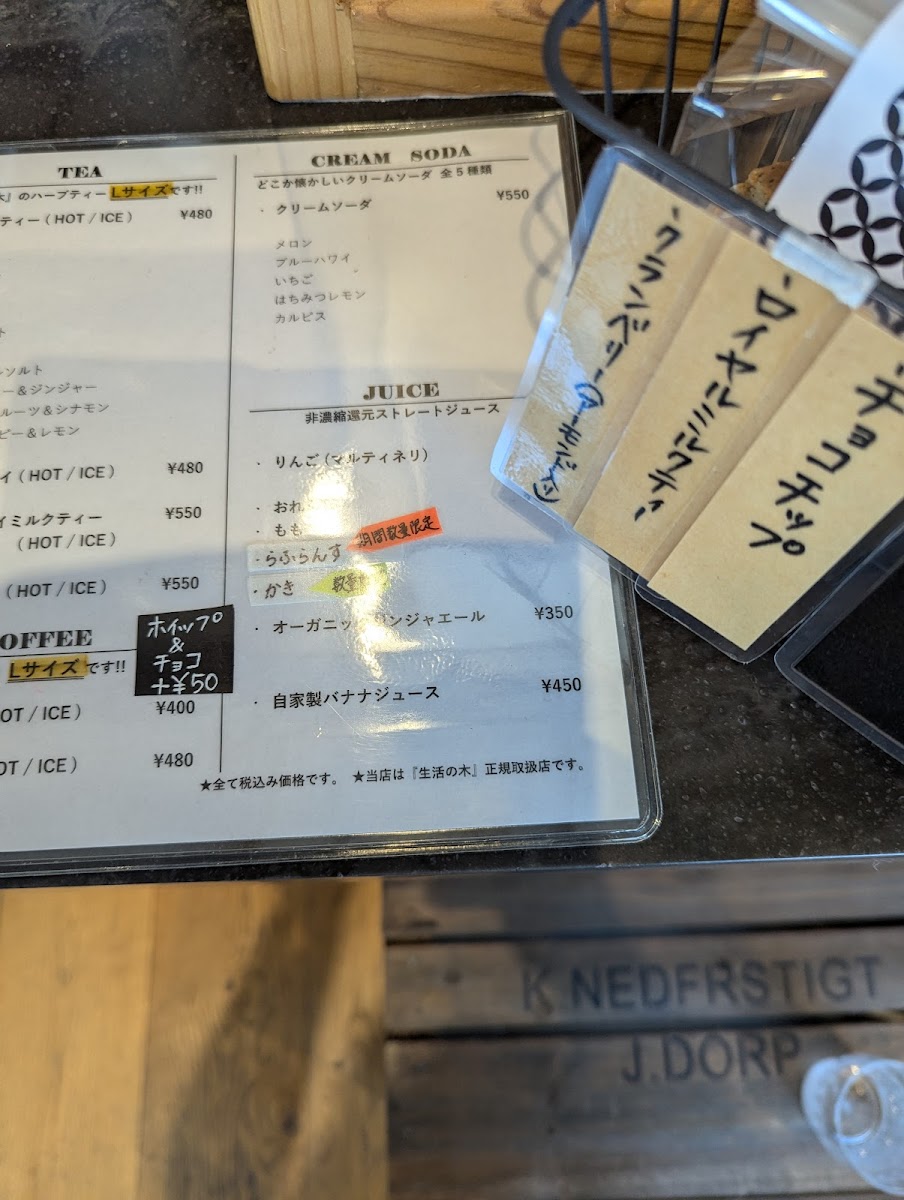 TEA
』のハーブティー Lサイズです!!
ティー ( HOT / ICE ) ¥480
ソルト
ー＆ジンジャー
ルーツ＆シナモン
ピー＆レモン
イ ( HOT / ICE ) ¥480
イミルクティー ¥550
( HOT / ICE )
( HOT / ICE ) ¥550
OFFEE
Lサイズです!!
ホイップ
&
チョコ
+¥50
OT / ICE ) ¥400
OT / ICE ) ¥480
CREAM SODA
どこか懐かしいクリームソーダ 全5種類
・ クリームソーダ ¥550
メロン
ブルーハワイ
いちご
はちみつレモン
カルピス
JUICE
非濃縮還元ストレートジュース
・ りんご (マルティネリ)
・ おれ
・ もも
・らふらんす 期間数量限定
・かき 数量
・ オーガニックジンジャエール ¥350
・ 自家製バナナジュース ¥450
★全て税込み価格です。 ★当店は『生活の木』正規取扱店です。
・チョコチップ
・ロイヤルミルクティー
・クランベリー(アーモンド入り)
K.NEDFRSTIGT
J.DORP